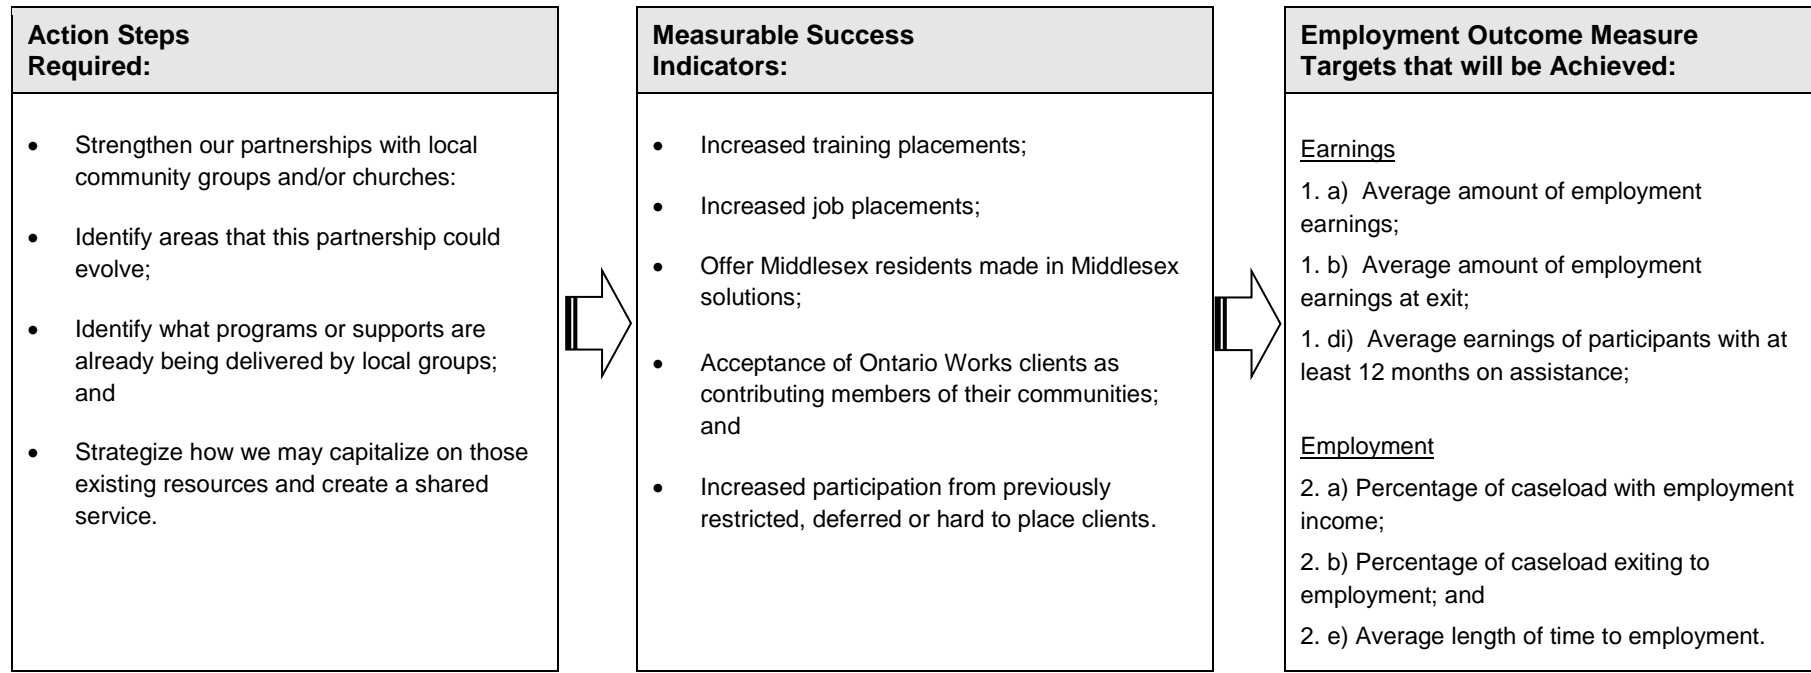 Action Steps
Required:
• Strengthen our partnerships with local
community groups and/or churches:
• Identify areas that this partnership could
evolve;
• Identify what programs or supports are
already being delivered by local groups;
and
• Strategize how we may capitalize on those
existing resources and create a shared
service.
Measurable Success
Indicators:
• Increased training placements;
• Increased job placements;
• Offer Middlesex residents made in Middlesex
solutions;
• Acceptance of Ontario Works clients as
contributing members of their communities;
and
• Increased participation from previously
restricted, deferred or hard to place clients.
Employment Outcome Measure
Targets that will be Achieved:
Earnings
1. a) Average amount of employment
earnings;
1. b) Average amount of employment
earnings at exit;
1. di) Average earnings of participants with at
least 12 months on assistance;
Employment
2. a) Percentage of caseload with employment
income;
2. b) Percentage of caseload exiting to
employment; and
2. e) Average length of time to employment.